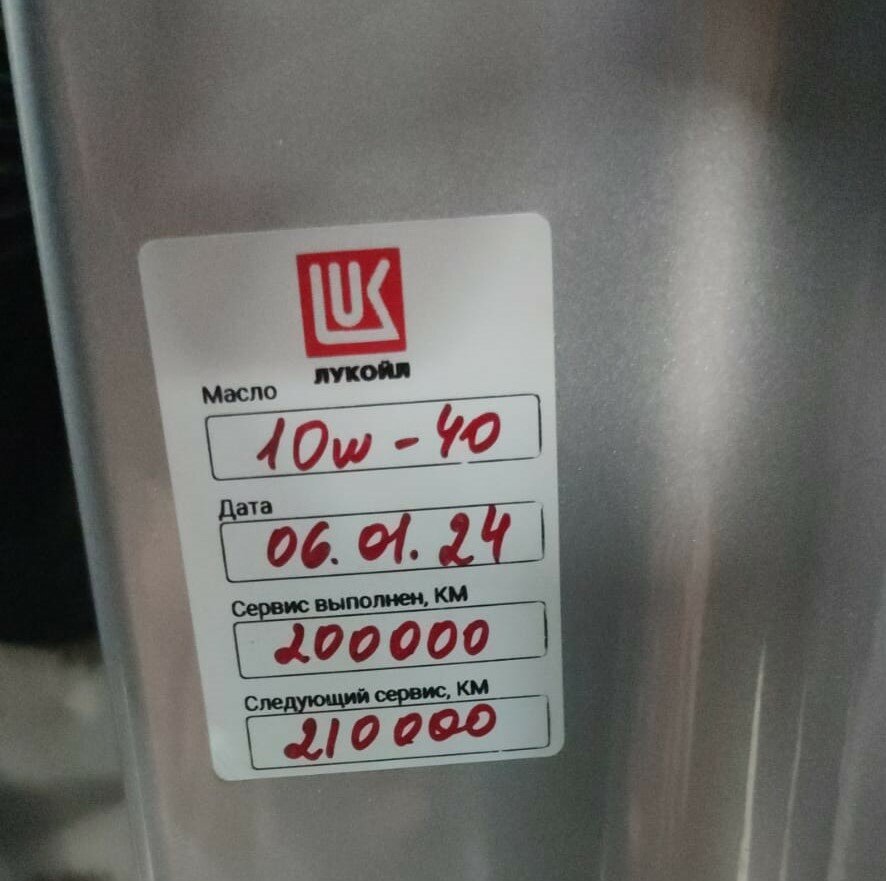 LUK
ЛУКОЙЛ
Масло
10w-40
Дата
06.01.24
Сервис выполнен, КМ
200000
Следующий сервис, КМ
210000